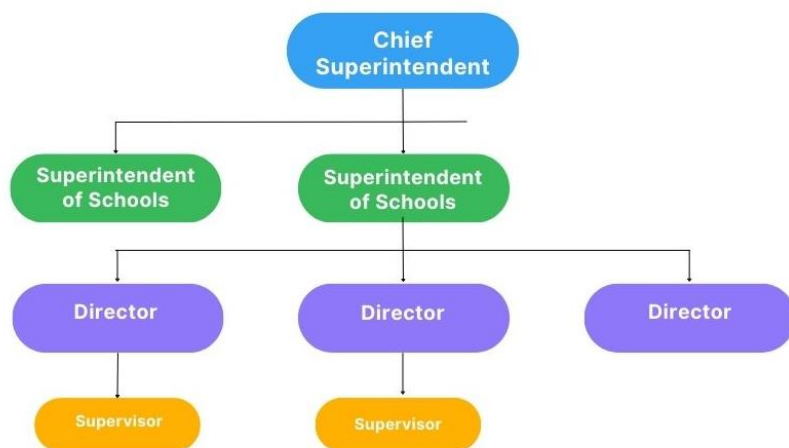 Chief
Superintendent
Superintendent
of Schools
Superintendent
of Schools
Director
Director
Director
Supervisor
Supervisor